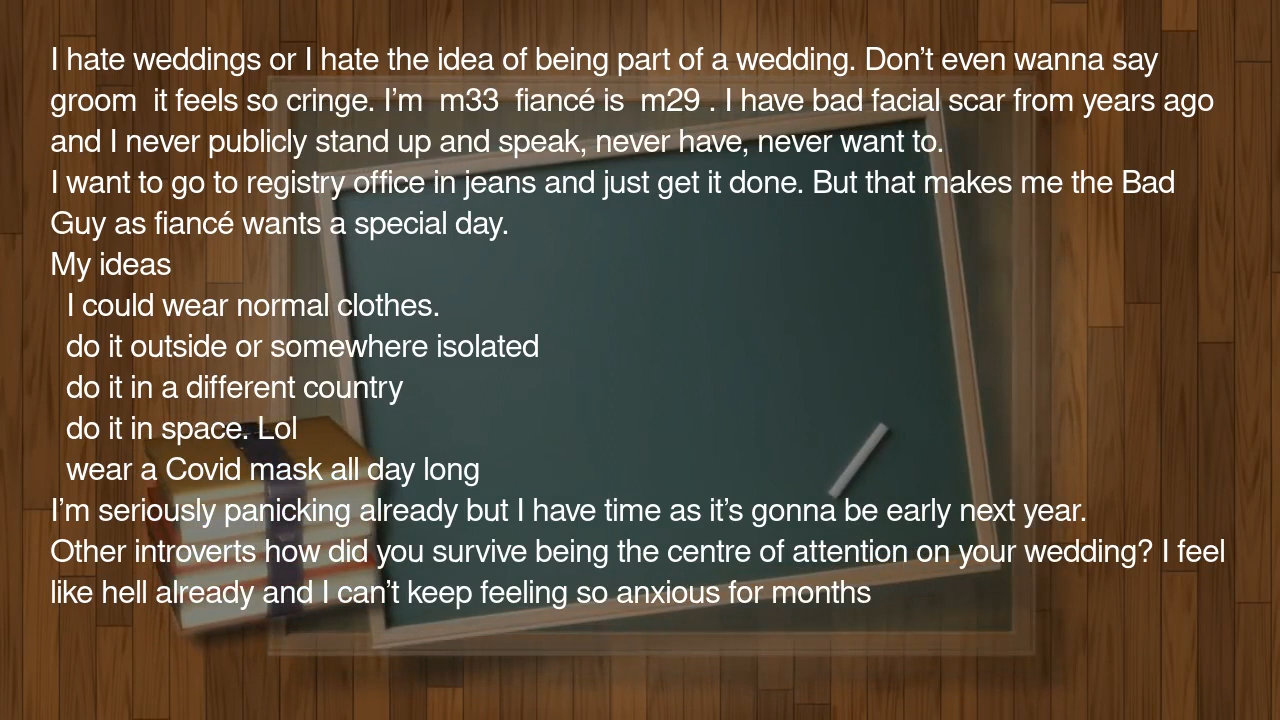 I hate weddings or I hate the idea of being part of a wedding. Don’t even wanna say
groom  it feels so cringe. I’m  m33  fiancé is  m29 . I have bad facial scar from years ago
and I never publicly stand up and speak, never have, never want to.
I want to go to registry office in jeans and just get it done. But that makes me the Bad
Guy as fiancé wants a special day.
My ideas
I could wear normal clothes.
do it outside or somewhere isolated
do it in a different country
do it in space. Lol
wear a Covid mask all day long
I’m seriously panicking already but I have time as it’s gonna be early next year.
Other introverts how did you survive being the centre of attention on your wedding? I feel
like hell already and I can’t keep feeling so anxious for months